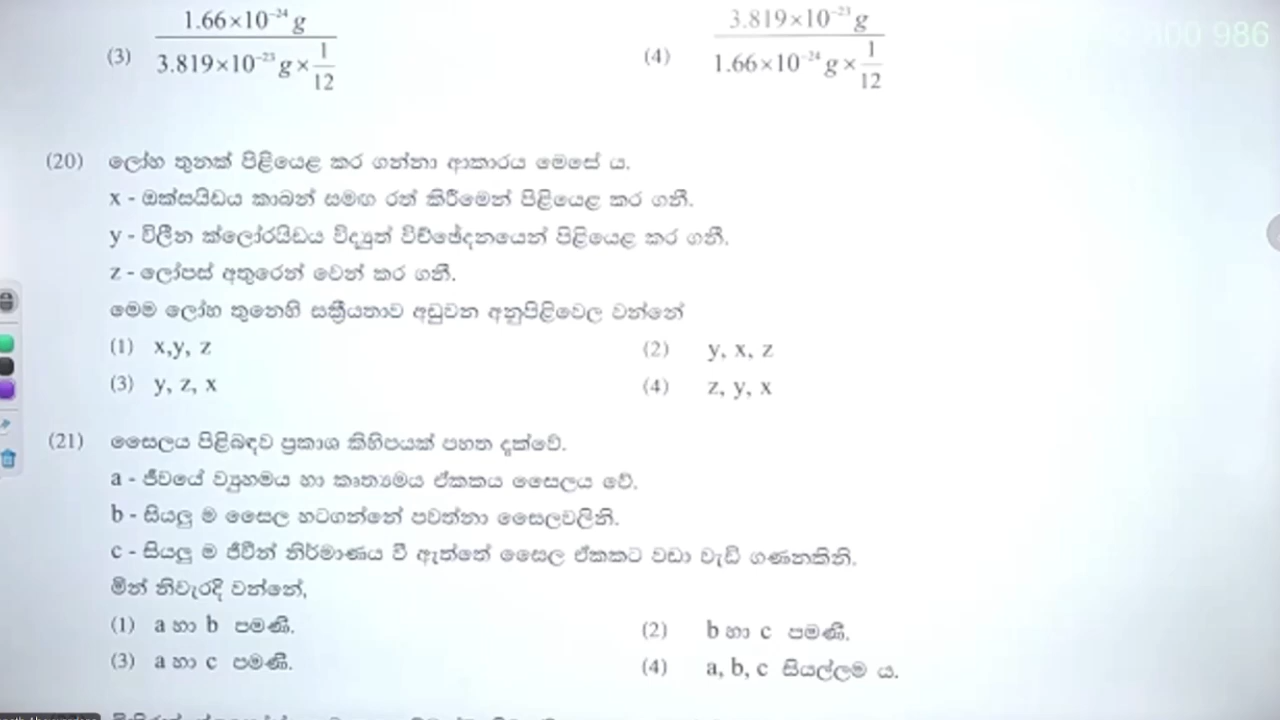 (3) 1.66×10⁻²⁴ g / 3.819×10⁻²³ g × 1/12 (4) 3.819×10⁻²³ g / 1.66×10⁻²⁴ g × 1/12
986
(20) ලෝහ තුනක් පිළියෙළ කර ගන්නා ආකාරය මෙසේ ය.
x - ඔක්සයිඩය කාබන් සමඟ රත් කිරීමෙන් පිළියෙළ කර ගනී.
y - විලීන ක්ලෝරයිඩය විද්‍යුත් විච්ඡේදනයෙන් පිළියෙළ කර ගනී.
z - ලෝපස් අතුරෙන් වෙන් කර ගනී.
මෙම ලෝහ තුනෙහි සක්‍රීයතාව අඩුවන අනුපිළිවෙල වන්නේ
(1) x,y, z (2) y, x, z
(3) y, z, x (4) z, y, x
(21) සෛලය පිළිබඳව ප්‍රකාශ කිහිපයක් පහත දැක්වේ.
a - ජීවයේ ව්‍යුහමය හා කෘත්‍යමය ඒකකය සෛලය වේ.
b - සියලු ම සෛල හටගන්නේ පවත්නා සෛලවලිනි.
c - සියලු ම ජීවීන් නිර්මාණය වී ඇත්තේ සෛල ඒකකට වඩා වැඩි ගණනකිනි.
මින් නිවැරදි වන්නේ,
(1) a හා b පමණී. (2) b හා c පමණී.
(3) a හා c පමණී. (4) a, b, c සියල්ලම ය.